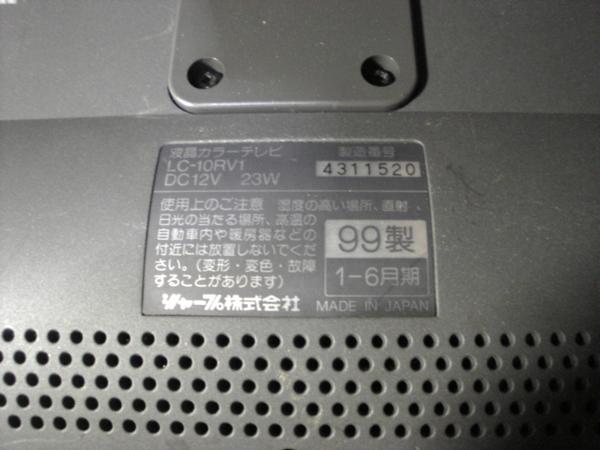 液晶カラーテレビ
LC-10RV1
DC12V 23W
製造番号
4311520
使用上のご注意 湿度の高い場所、直射
日光の当たる場所、高温の
自動車内や暖房器などの
付近には放置しないでくだ
さい。(変形・変色・故障
することがあります)
シャープ株式会社
99製
1-6月期
MADE IN JAPAN